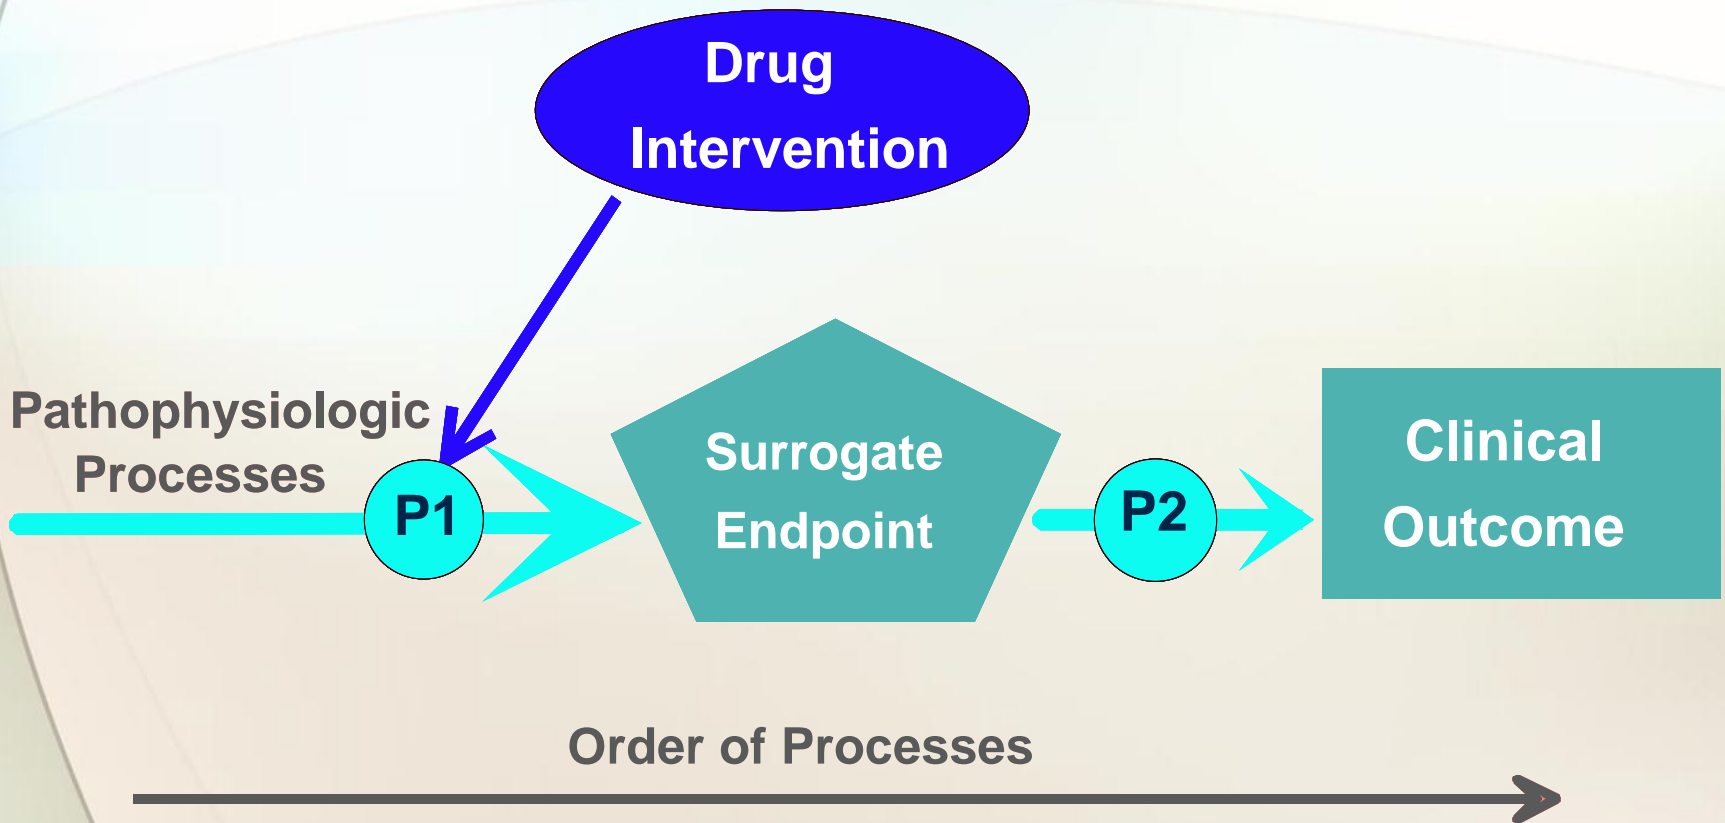 Drug
Intervention
Pathophysiologic
Processes
P1
Surrogate
Endpoint
P2
Clinical
Outcome
Order of Processes